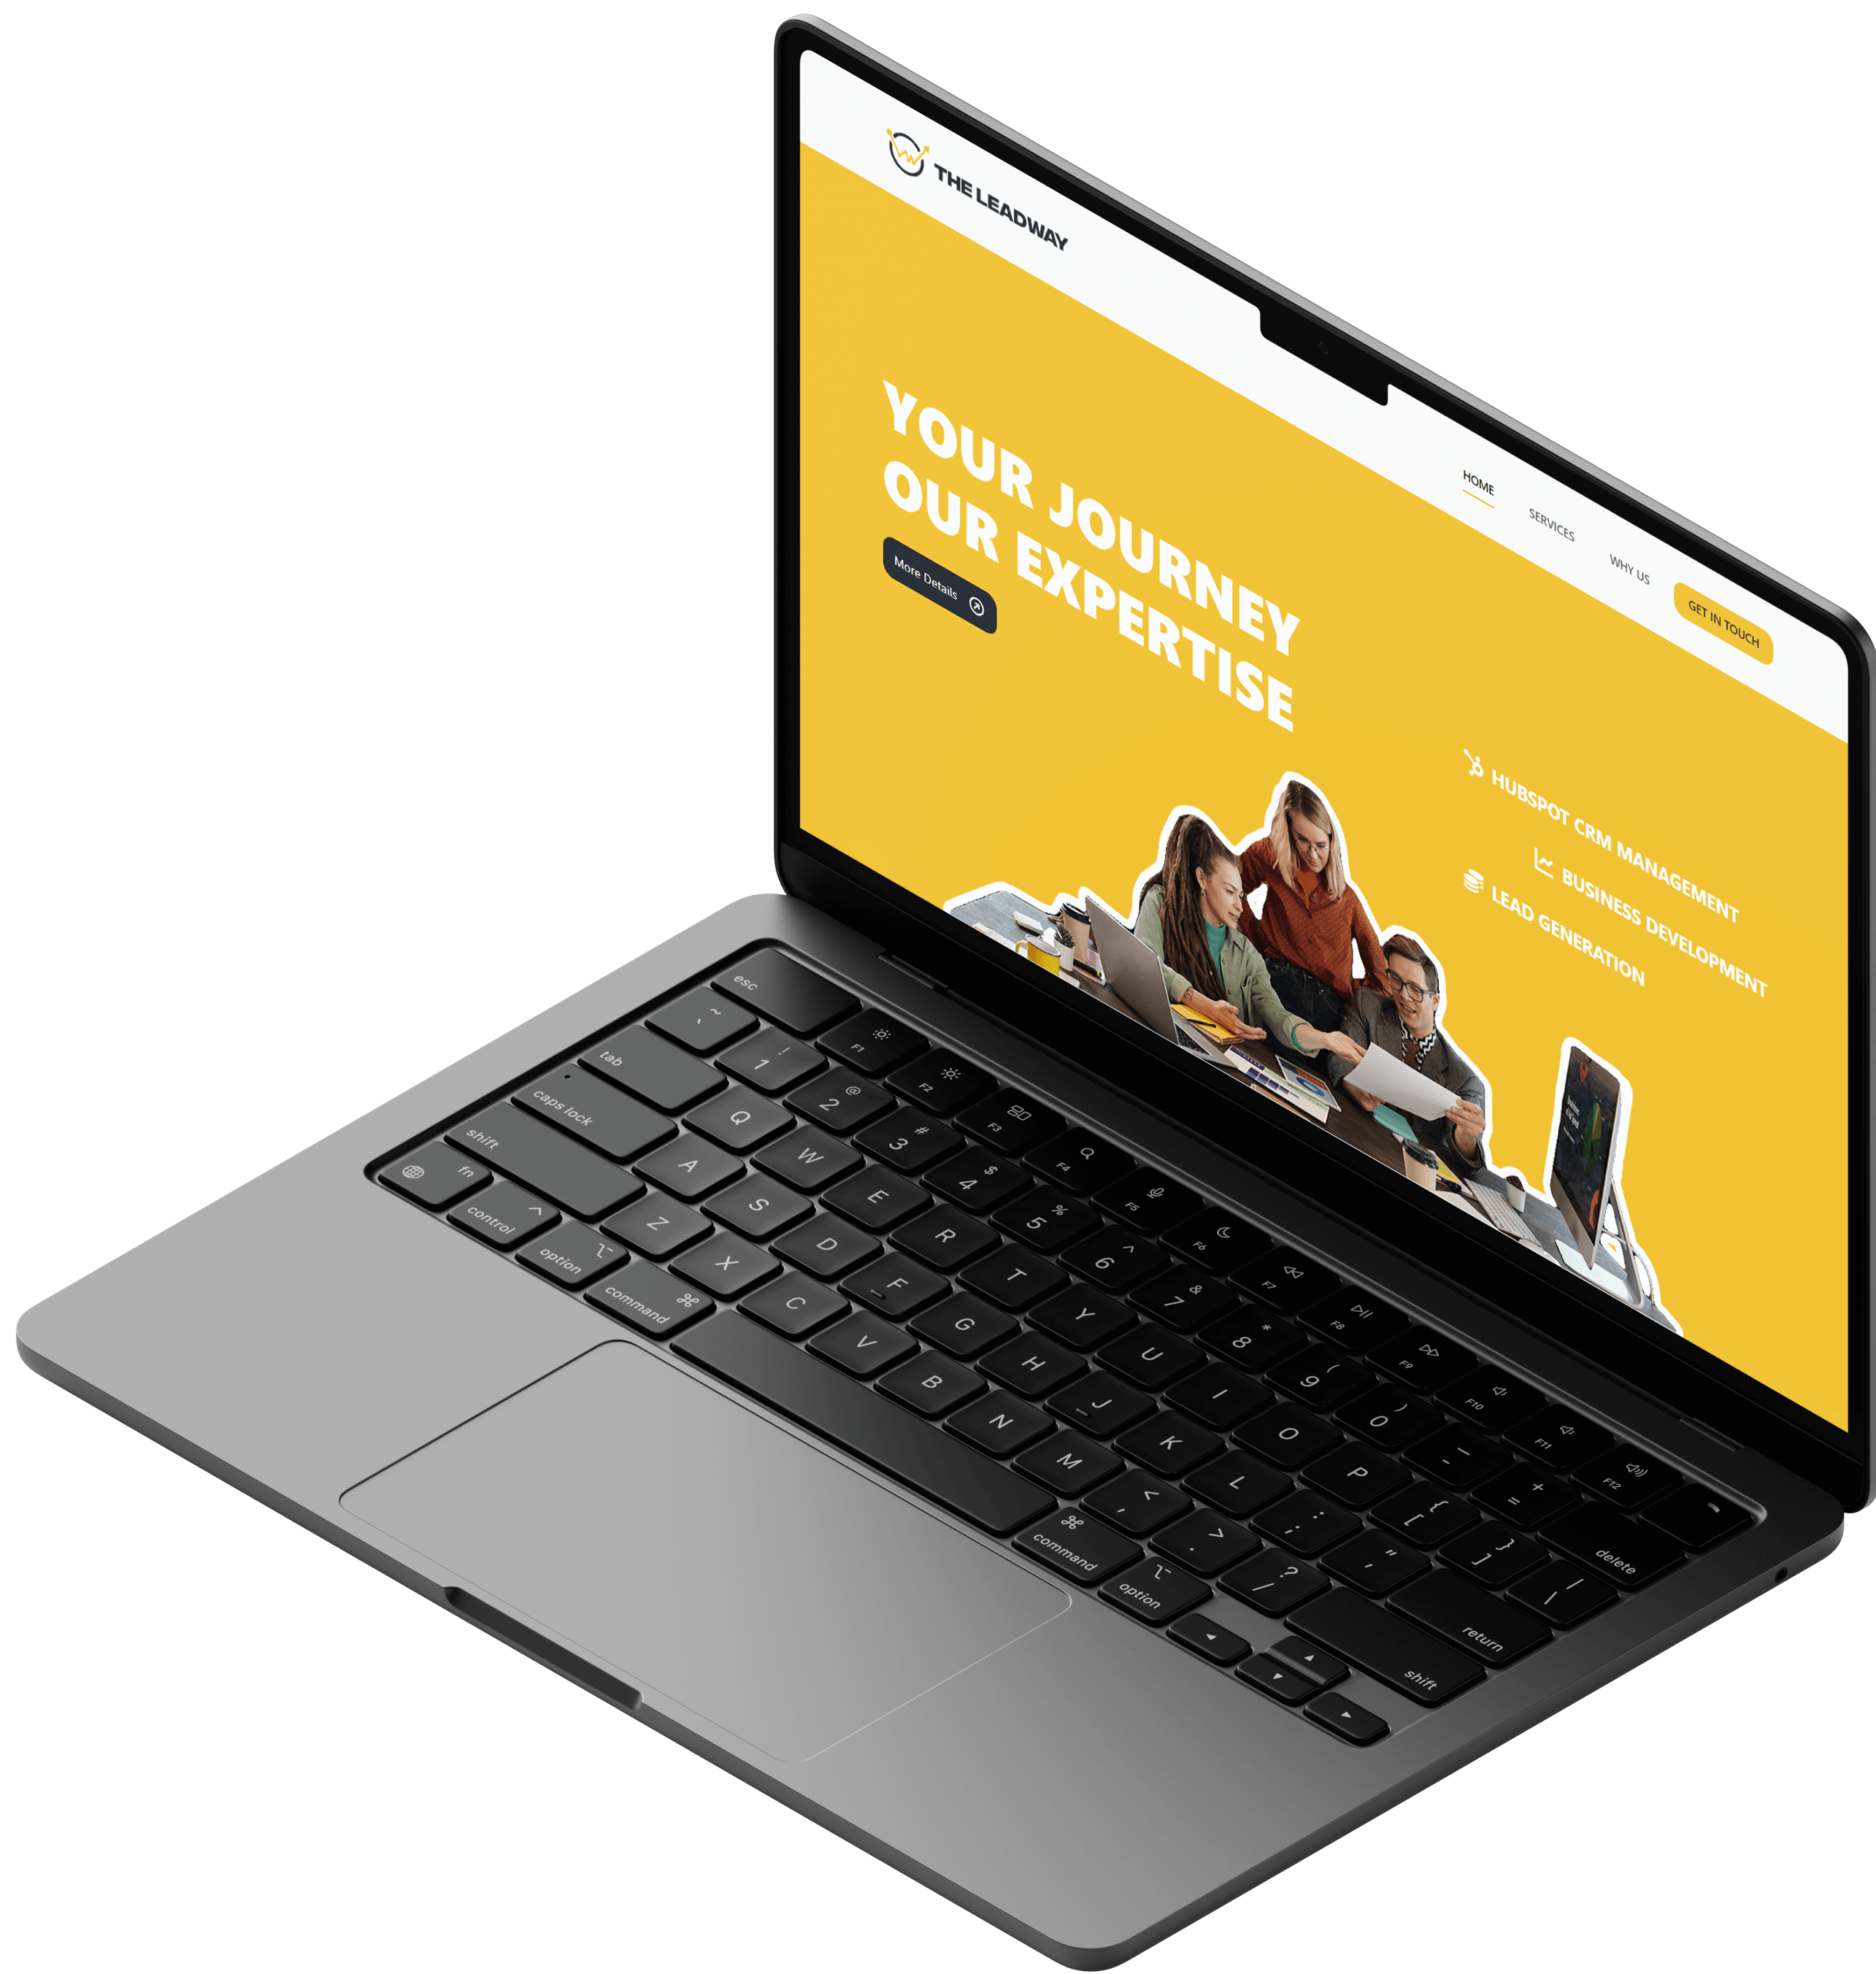 THE LEADWAY
HOME
SERVICES
WHY US
GET IN TOUCH
YOUR JOURNEY
OUR EXPERTISE
More Details
HUBSPOT CRM MANAGEMENT
BUSINESS DEVELOPMENT
LEAD GENERATION
esc F1 F2 F3 F4 F5 F6 F7 F8 F9 F10 F11 F12
~ ` ! 1 @ 2 # 3 $ 4 % 5 ^ 6 & 7 * 8 ( 9 ) 0 _ - + = delete
tab Q W E R T Y U I O P { [ } ] | \
caps lock A S D F G H J K L : ; " ' return
shift Z X C V B N M < , > . ? / shift
fn control ^ option ⌥ command ⌘ ⌘ command ⌥ option ◀ ▲ ▼ ▶